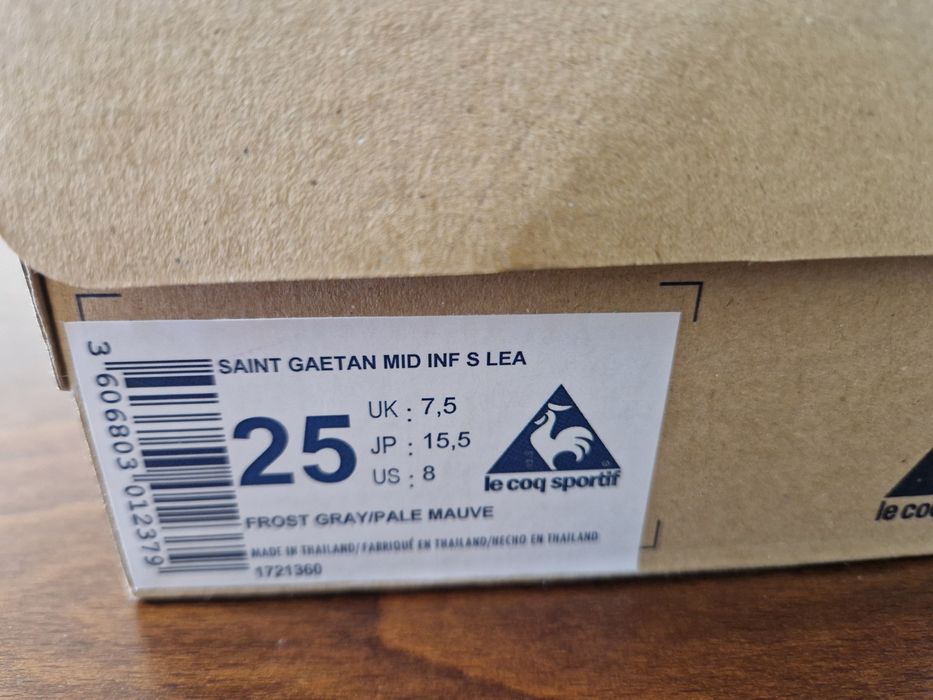 SAINT GAETAN MID INF S LEA
25
UK : 7,5
JP : 15,5
US : 8
le coq sportif
FROST GRAY/PALE MAUVE
MADE IN THAILAND/FABRIQUÉ EN THAILAND/HECHO EN THAILAND
1721360
3 606803 012379
le co